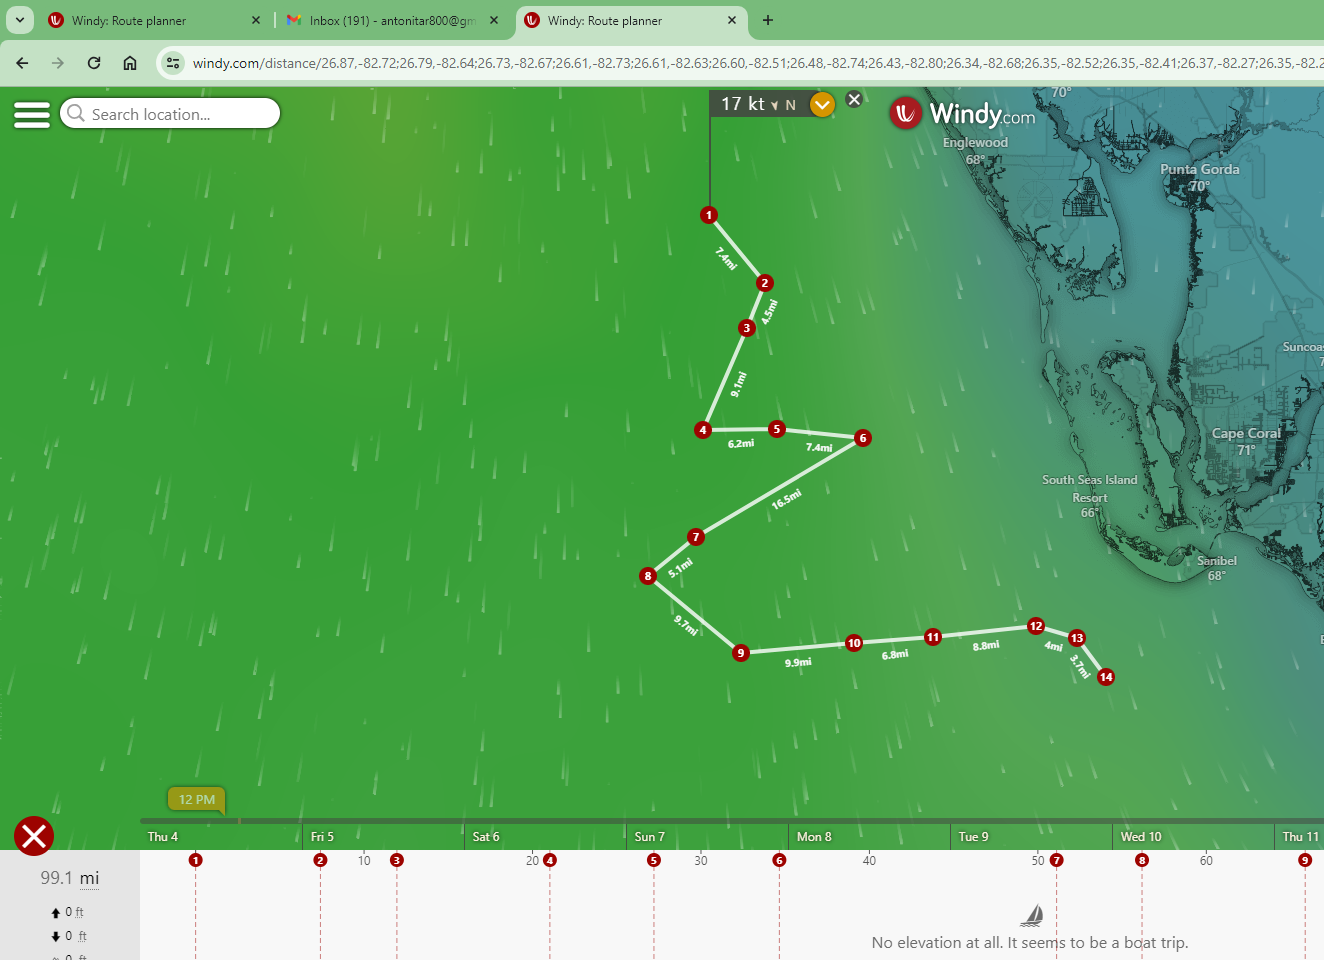 Windy: Route planner
Inbox (191) - antonitar800@gm
Windy: Route planner
windy.com/distance/26.87,-82.72;26.79,-82.64;26.73,-82.67;26.61,-82.73;26.61,-82.63;26.60,-82.51;26.48,-82.74;26.43,-82.80;26.34,-82.68;26.35,-82.52;26.35,-82.41;26.37,-82.27;26.35,-82.2
Search location...
17 kt N
Windy.com
70°
Englewood
68°
Punta Gorda
70°
1
7.4mi
2
4.5mi
3
9.1mi
Suncoas
4
6.2mi
5
7.4mi
6
Cape Coral
71°
16.5mi
South Seas Island
Resort
66°
7
5.1mi
8
Sanibel
68°
9.7mi
9
9.9mi
10
6.8mi
11
8.8mi
12
4mi
13
3.7mi
14
12 PM
Thu 4
Fri 5
Sat 6
Sun 7
Mon 8
Tue 9
Wed 10
Thu 11
1
2
10
3
20
4
5
30
6
40
50
7
8
60
9
99.1 mi
0 ft
0 ft
0 ft
No elevation at all. It seems to be a boat trip.